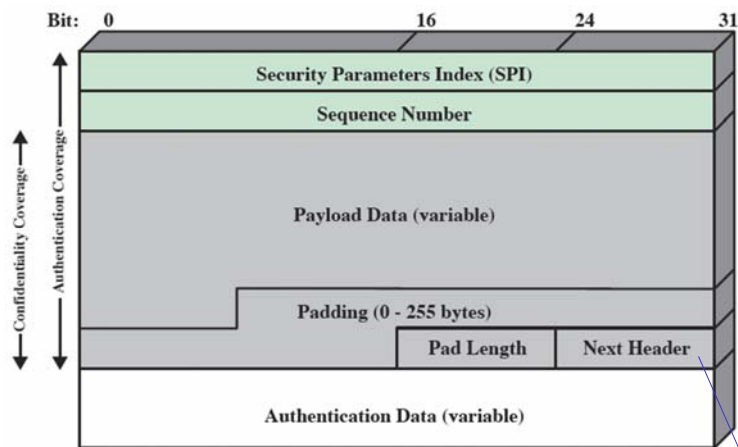 Bit: 0 16 24 31
Security Parameters Index (SPI)
Sequence Number
Payload Data (variable)
Padding (0 - 255 bytes)
Pad Length Next Header
Authentication Data (variable)
Confidentiality Coverage
Authentication Coverage